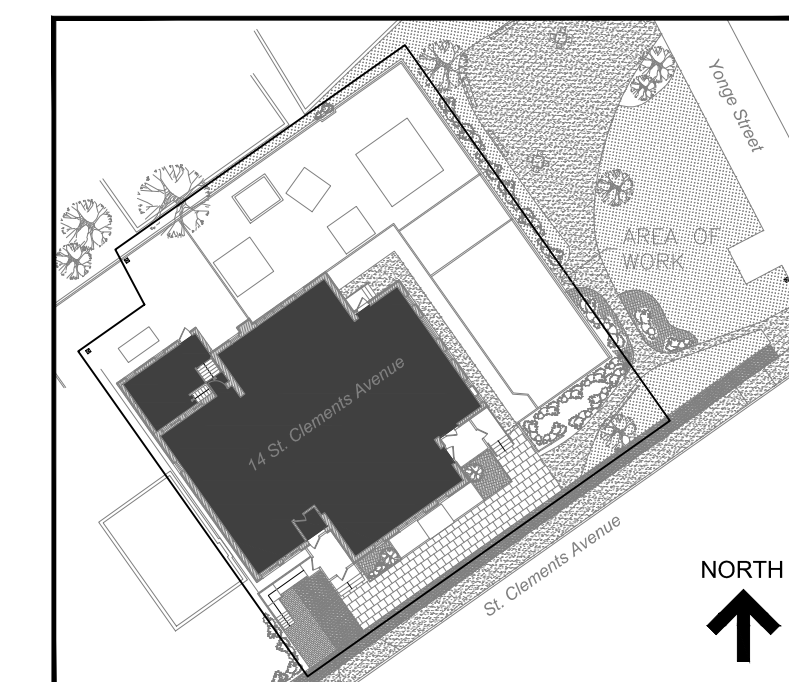 Yonge Street
AREA OF
WORK
14 St. Clements Avenue
St. Clements Avenue
NORTH